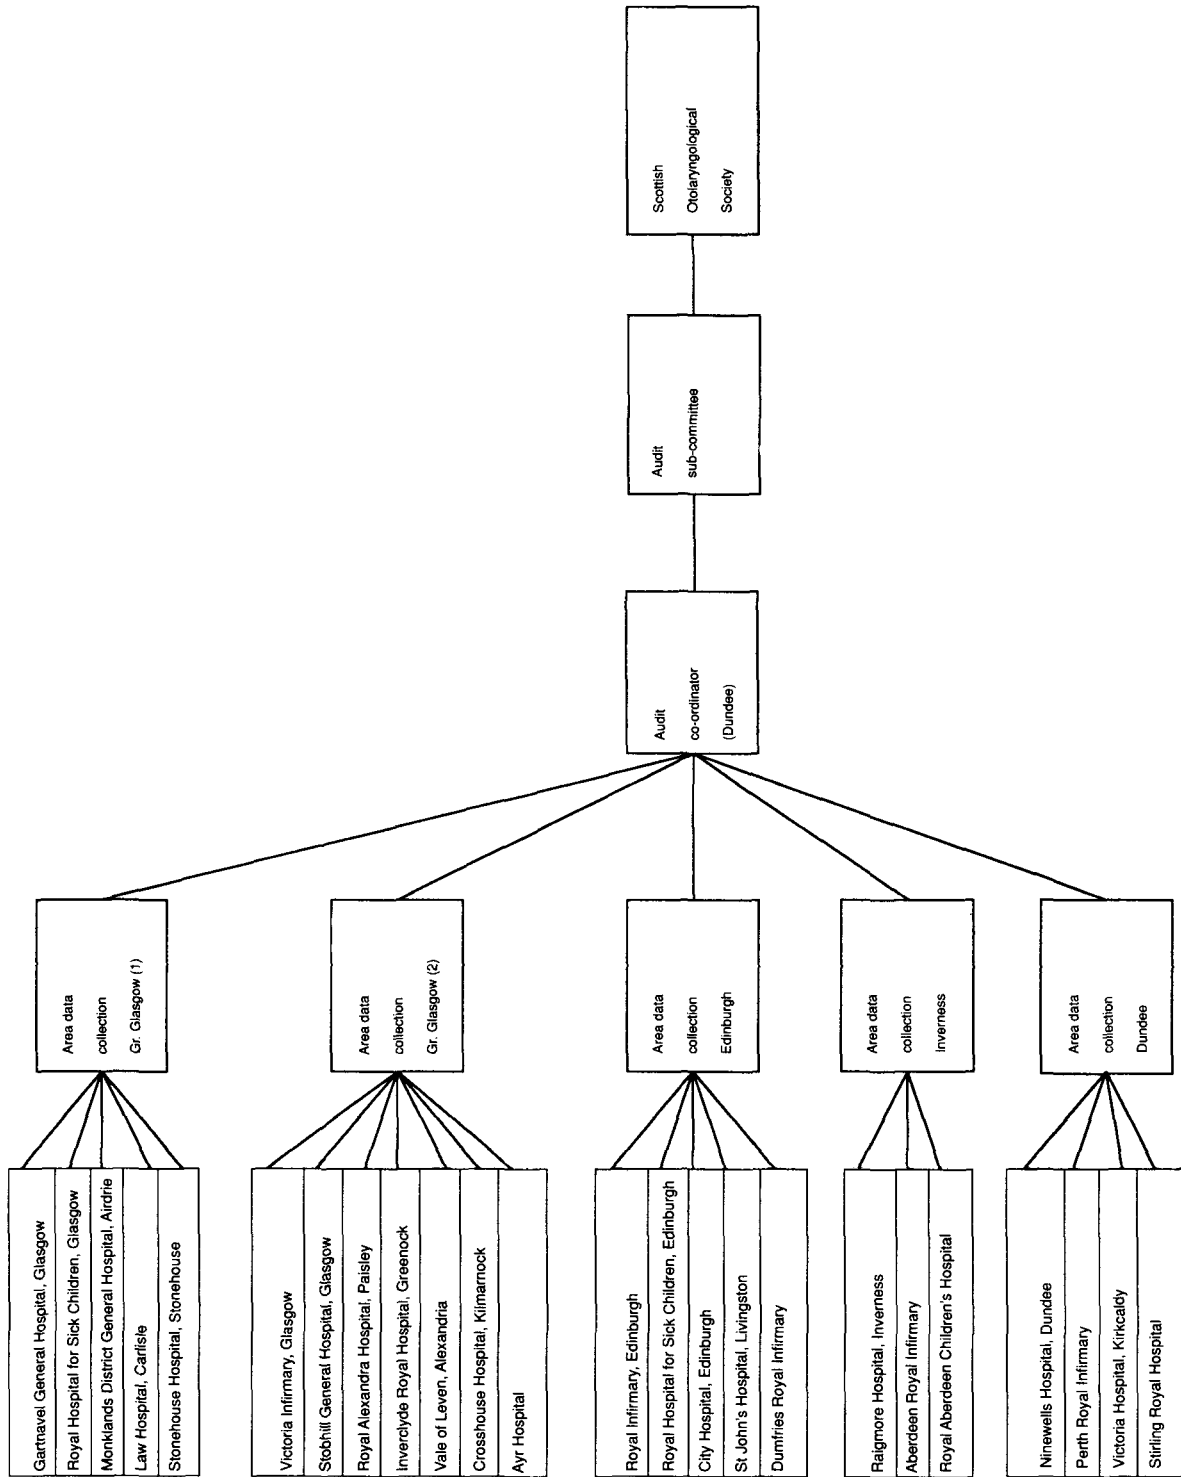 Scottish
Otolaryngological
Society
Audit
sub-committee
Audit
co-ordinator
(Dundee)
Area data
collection
Gr. Glasgow (1)
Area data
collection
Gr. Glasgow (2)
Area data
collection
Edinburgh
Area data
collection
Inverness
Area data
collection
Dundee
Gartnavel General Hospital, Glasgow
Royal Hospital for Sick Children, Glasgow
Monklands District General Hospital, Airdrie
Law Hospital, Carlisle
Stonehouse Hospital, Stonehouse
Victoria Infirmary, Glasgow
Stobhill General Hospital, Glasgow
Royal Alexandra Hospital, Paisley
Inverclyde Royal Hospital, Greenock
Vale of Leven, Alexandria
Crosshouse Hospital, Kilmarnock
Ayr Hospital
Royal Infirmary, Edinburgh
Royal Hospital for Sick Children, Edinburgh
City Hospital, Edinburgh
St John's Hospital, Livingston
Dumfries Royal Infirmary
Raigmore Hospital, Inverness
Aberdeen Royal Infirmary
Royal Aberdeen Children's Hospital
Ninewells Hospital, Dundee
Perth Royal Infirmary
Victoria Hospital, Kirkcaldy
Stirling Royal Hospital